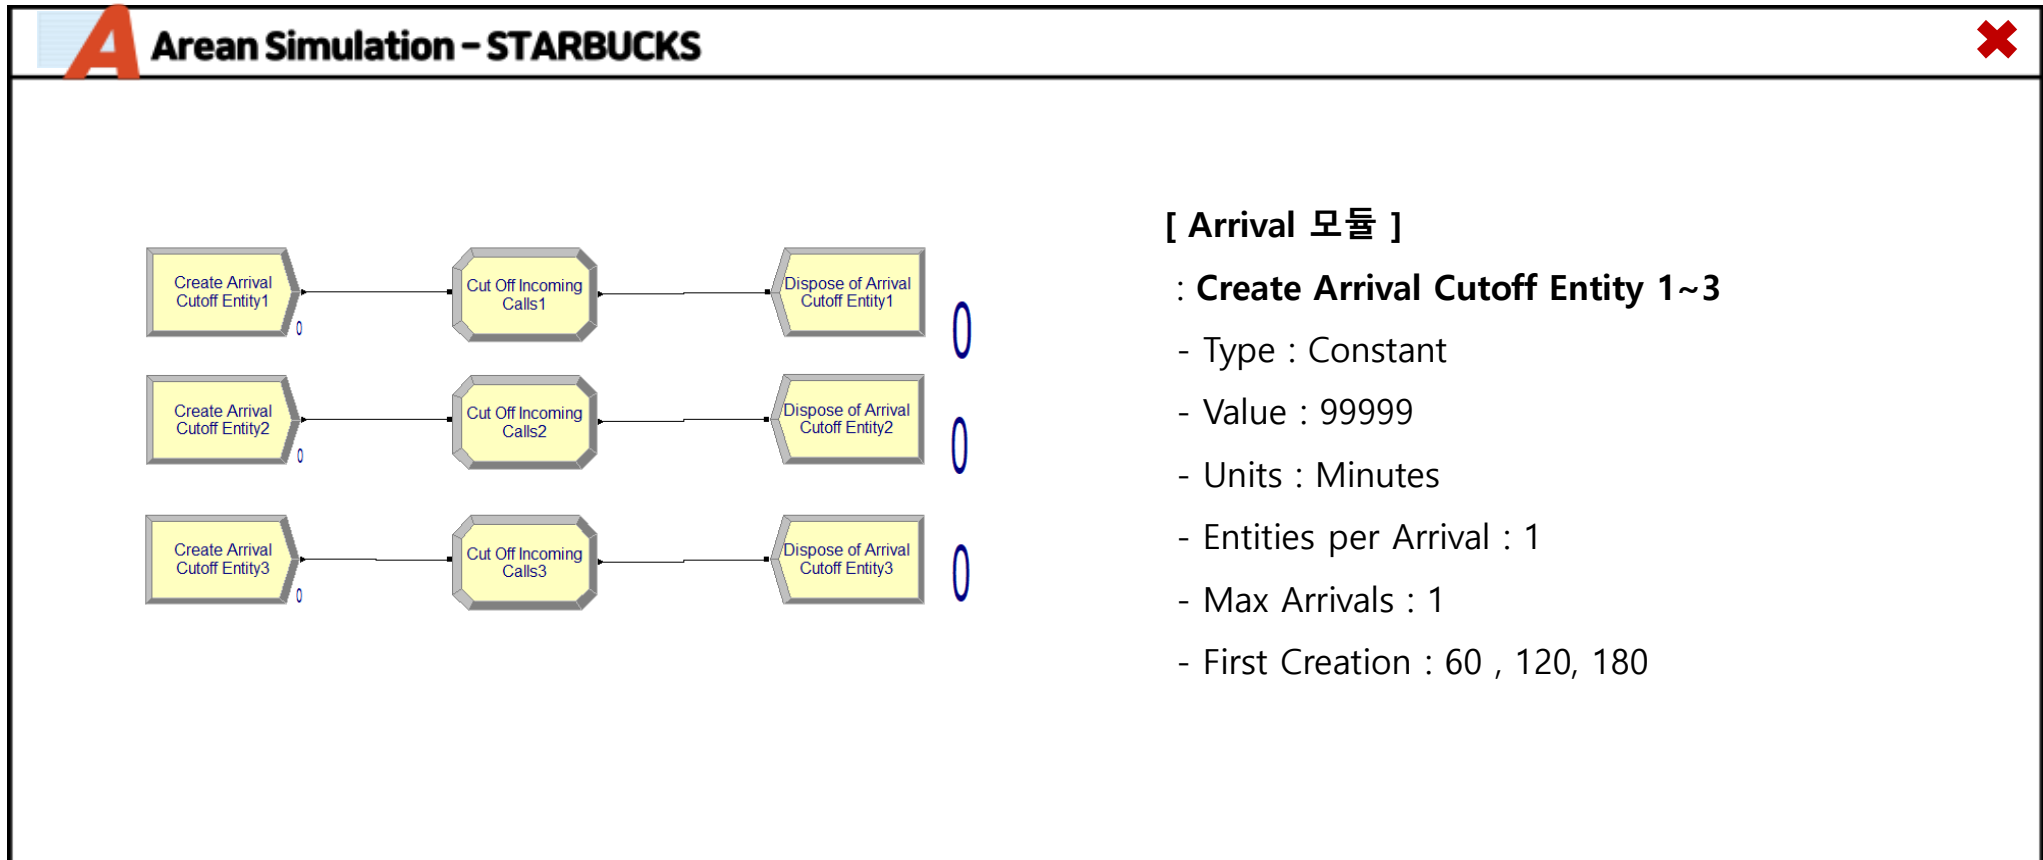 Arean Simulation – STARBUCKS
Create Arrival
Cutoff Entity1
0
Cut Off Incoming
Calls1
Dispose of Arrival
Cutoff Entity1
0
Create Arrival
Cutoff Entity2
0
Cut Off Incoming
Calls2
Dispose of Arrival
Cutoff Entity2
0
Create Arrival
Cutoff Entity3
0
Cut Off Incoming
Calls3
Dispose of Arrival
Cutoff Entity3
0
[ Arrival 모듈 ]
: Create Arrival Cutoff Entity 1~3
- Type : Constant
- Value : 99999
- Units : Minutes
- Entities per Arrival : 1
- Max Arrivals : 1
- First Creation : 60 , 120, 180